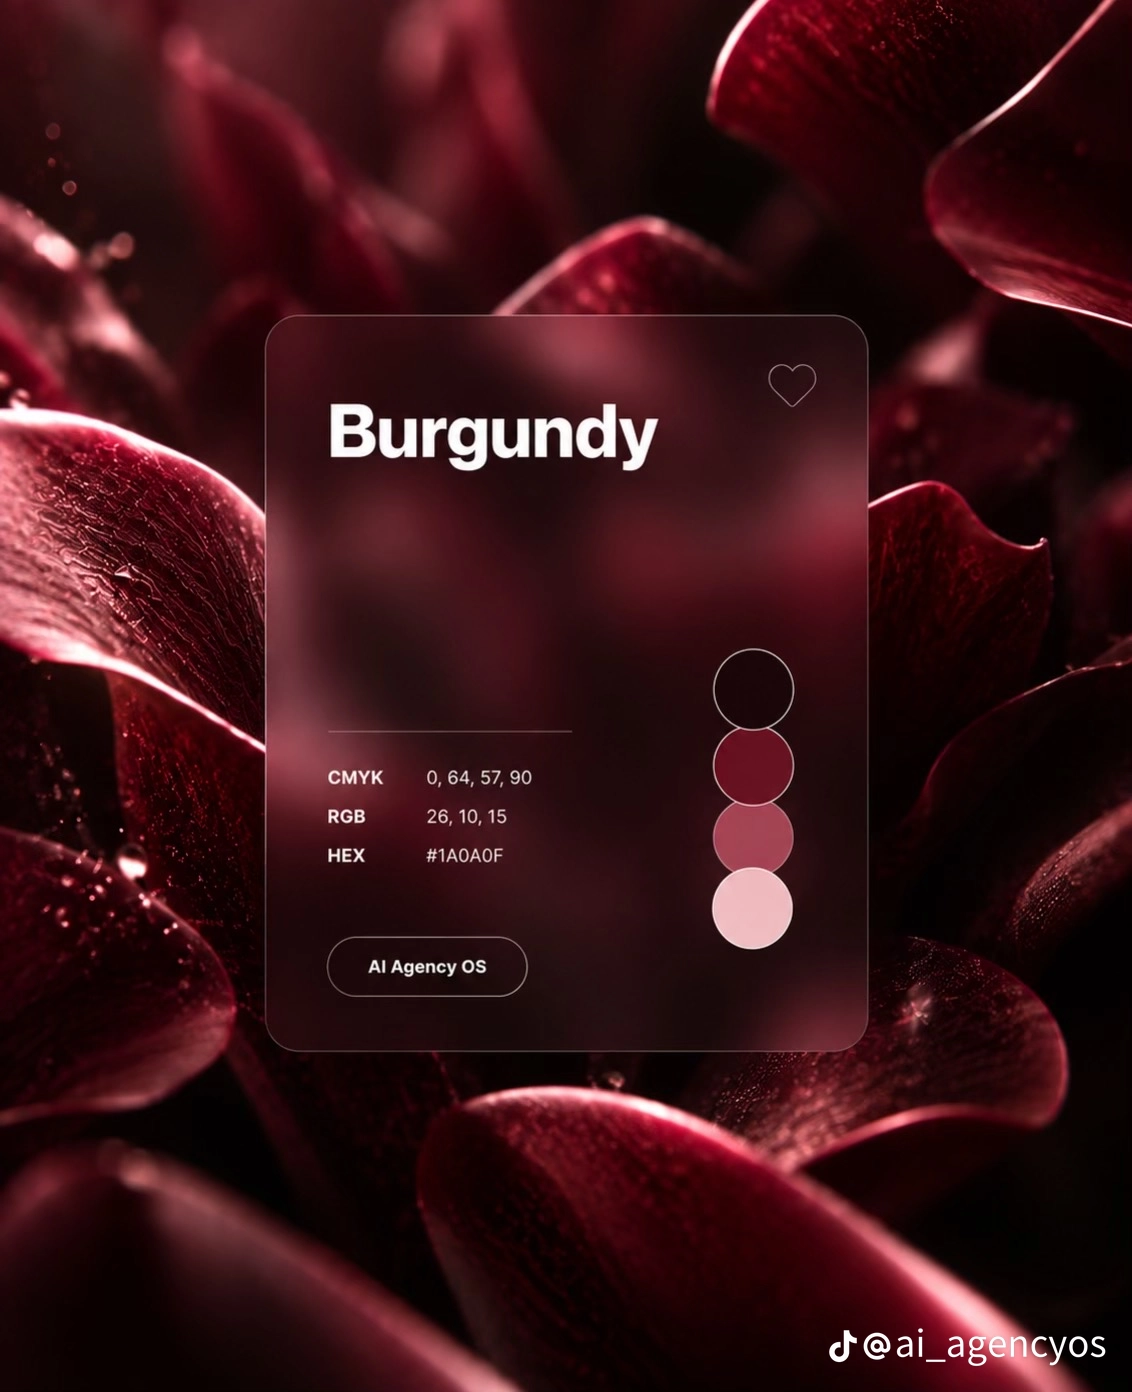 Burgundy
CMYK 0, 64, 57, 90
RGB 26, 10, 15
HEX #1A0A0F
AI Agency OS
@ai_agencyos